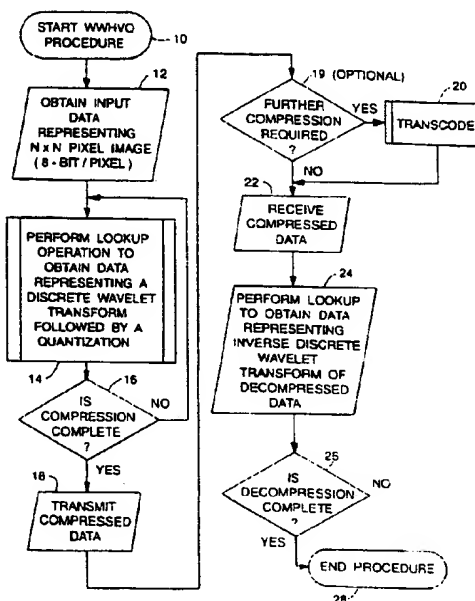 START WWHVQ
PROCEDURE
10
12
OBTAIN INPUT
DATA
REPRESENTING
N x N PIXEL IMAGE
(8 - BIT / PIXEL)
PERFORM LOOKUP
OPERATION TO
OBTAIN DATA
REPRESENTING A
DISCRETE WAVELET
TRANSFORM
FOLLOWED BY A
QUANTIZATION
14
16
IS
COMPRESSION
COMPLETE
?
NO
YES
18
TRANSMIT
COMPRESSED
DATA
19 (OPTIONAL)
FURTHER
COMPRESSION
REQUIRED
?
YES
NO
20
TRANSCODE
22
RECEIVE
COMPRESSED
DATA
24
PERFORM LOOKUP
TO OBTAIN DATA
REPRESENTING
INVERSE DISCRETE
WAVELET
TRANSFORM OF
DECOMPRESSED
DATA
26
IS
DECOMPRESSION
COMPLETE
?
NO
YES
END PROCEDURE
28